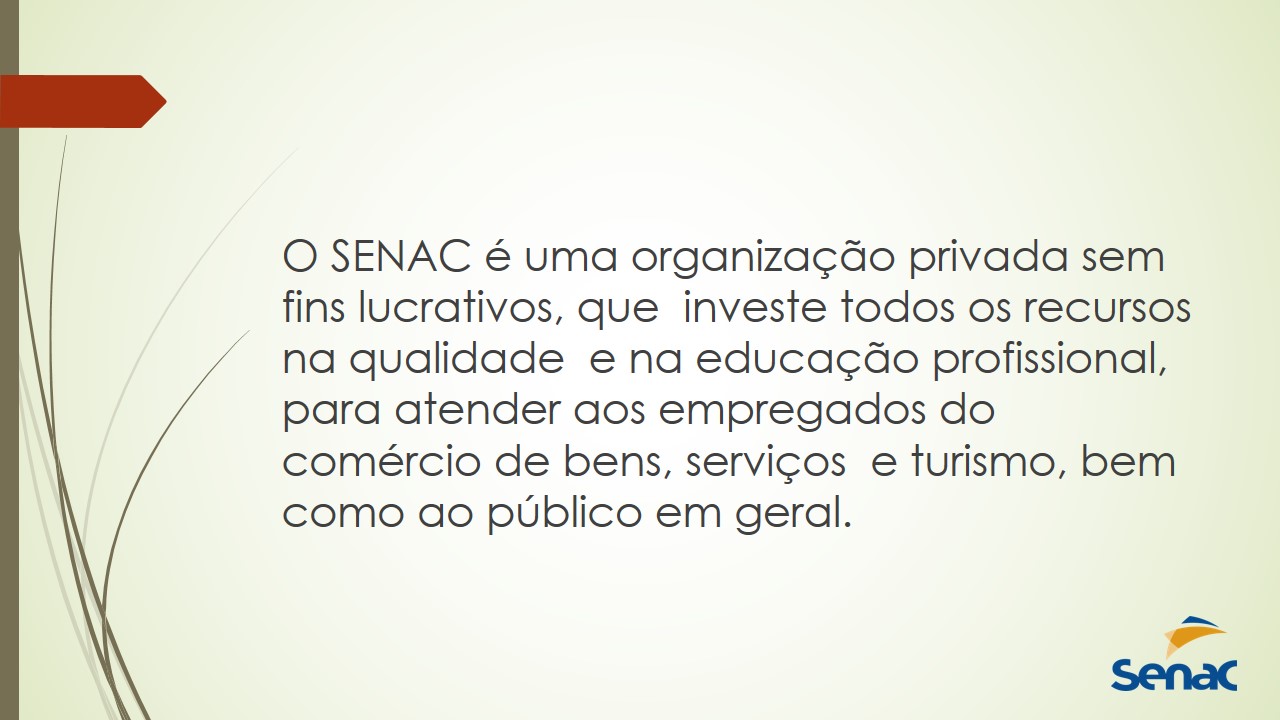 O SENAC é uma organização privada sem
fins lucrativos, que  investe todos os recursos
na qualidade  e na educação profissional,
para atender aos empregados do
comércio de bens, serviços  e turismo, bem
como ao público em geral.
Senac